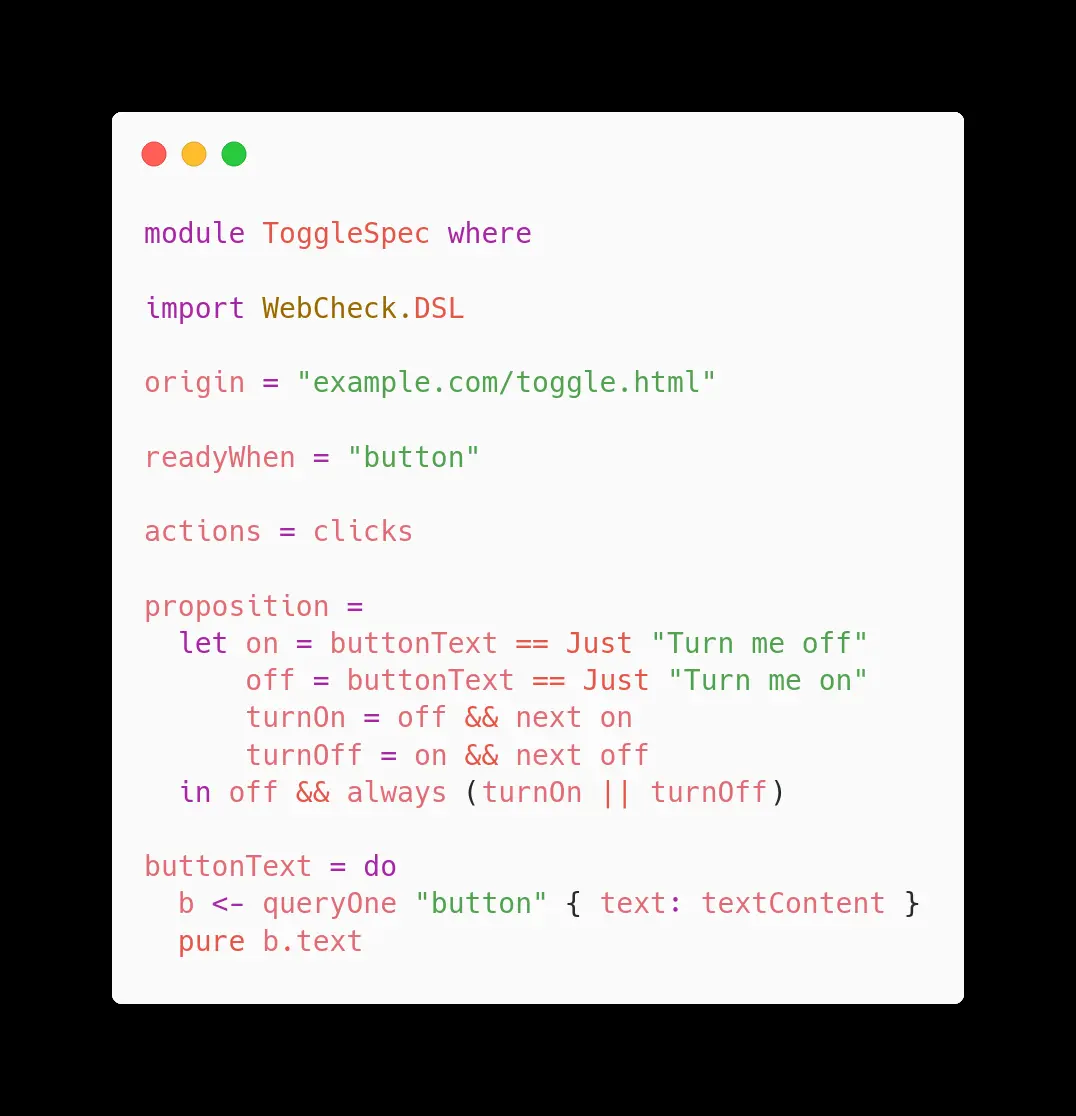 module ToggleSpec where
import WebCheck.DSL
origin = "example.com/toggle.html"
readyWhen = "button"
actions = clicks
proposition =
  let on = buttonText == Just "Turn me off"
      off = buttonText == Just "Turn me on"
      turnOn = off && next on
      turnOff = on && next off
  in off && always (turnOn || turnOff)
buttonText = do
  b <- queryOne "button" { text: textContent }
  pure b.text